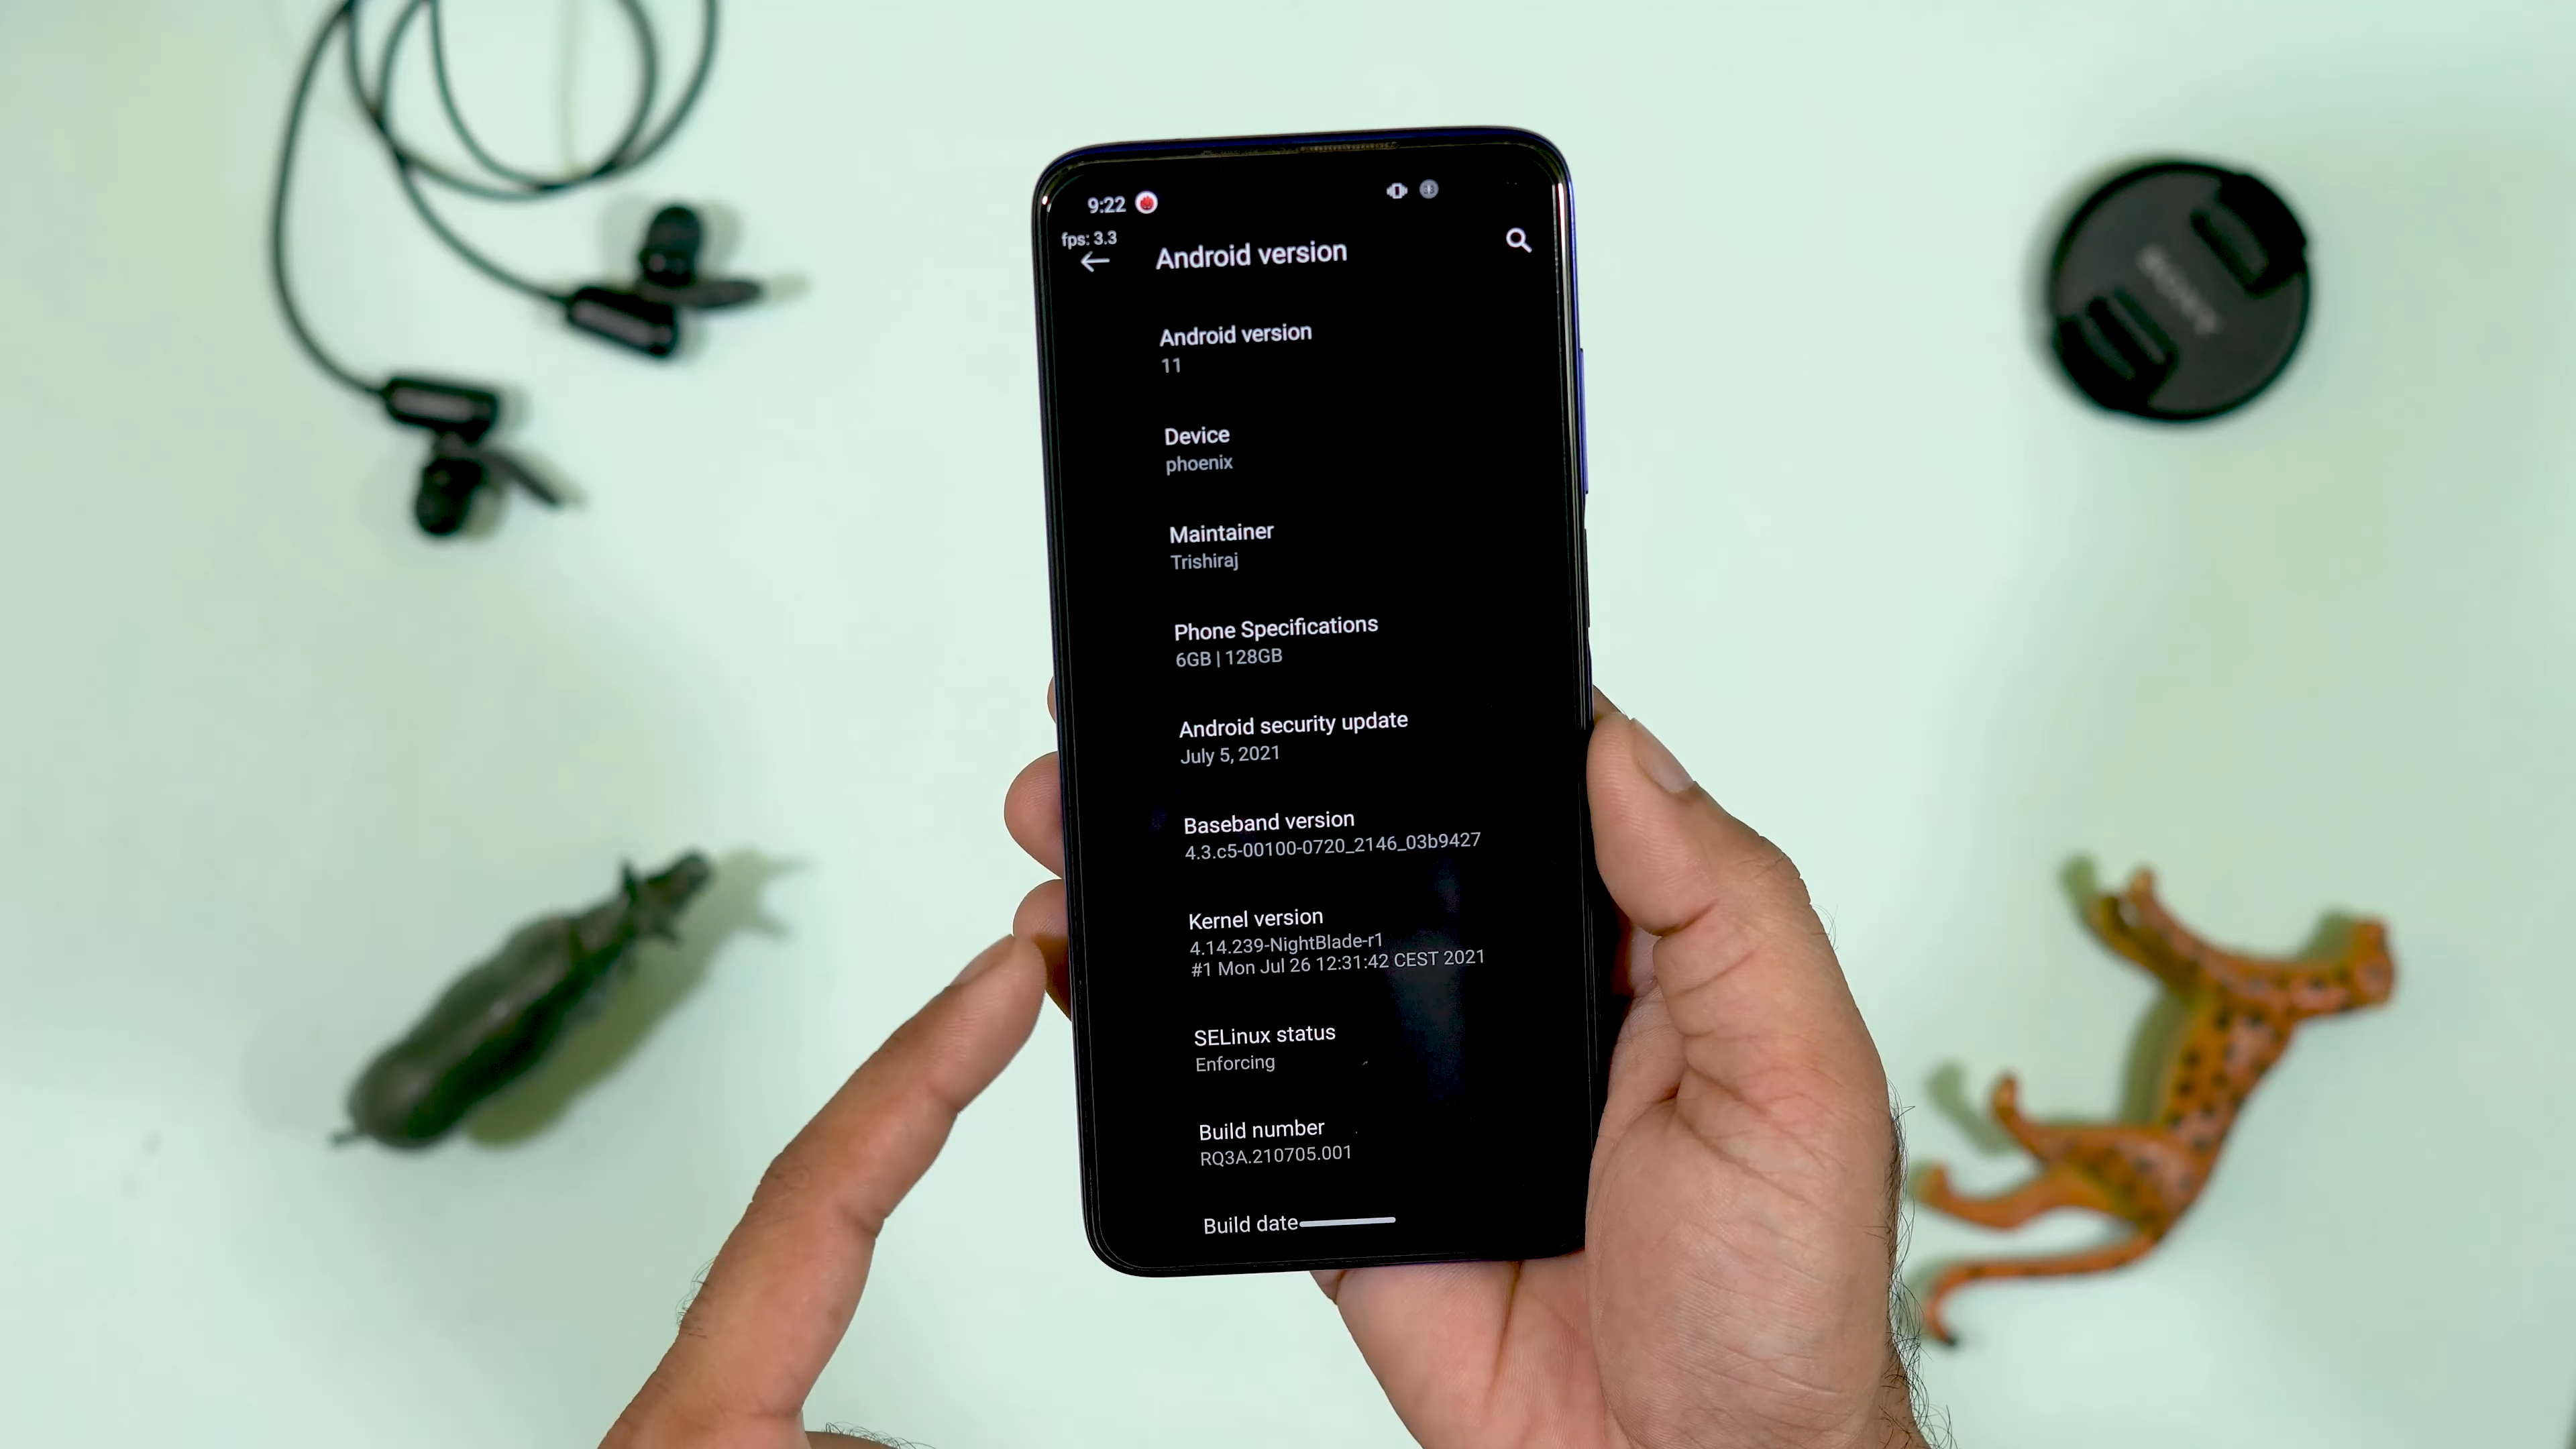 9:22
fps: 3.3
Android version
Android version
11
Device
phoenix
Maintainer
Trishiraj
Phone Specifications
6GB | 128GB
Android security update
July 5, 2021
Baseband version
4.3.c5-00100-0720_2146_03b9427
Kernel version
4.14.239-NightBlade-r1
#1 Mon Jul 26 12:31:42 CEST 2021
SELinux status
Enforcing
Build number
RQ3A.210705.001
Build date
SONY